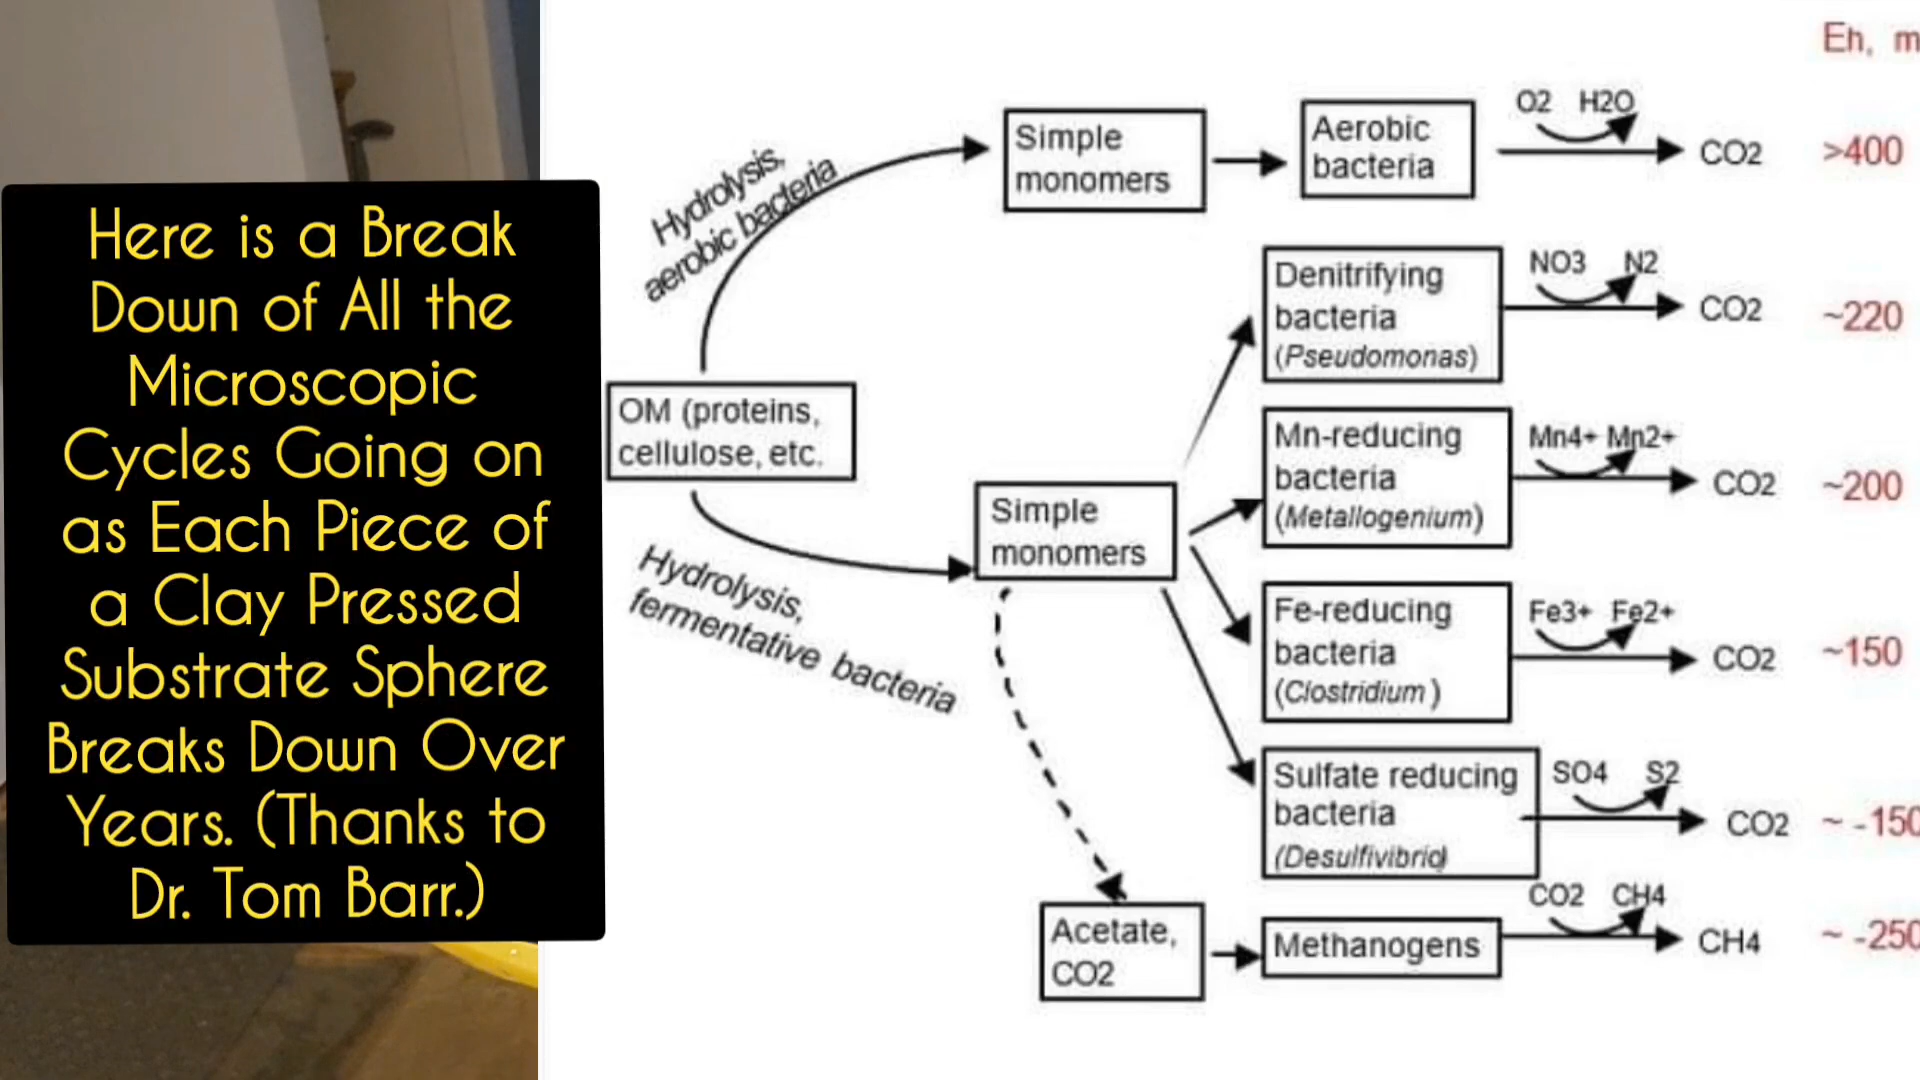 Here is a Break
Down of All the
Microscopic
Cycles Going on
as Each Piece of
a Clay Pressed
Substrate Sphere
Breaks Down Over
Years. (Thanks to
Dr. Tom Barr.)
Eh, m
Hydrolysis,
aerobic bacteria
Simple
monomers
Aerobic
bacteria
O2 H2O
CO2
>400
OM (proteins,
cellulose, etc.
Hydrolysis,
fermentative bacteria
Simple
monomers
Denitrifying
bacteria
(Pseudomonas)
NO3 N2
CO2
~220
Mn-reducing
bacteria
(Metallogenium)
Mn4+ Mn2+
CO2
~200
Fe-reducing
bacteria
(Clostridium)
Fe3+ Fe2+
CO2
~150
Sulfate reducing
bacteria
(Desulfivibrio)
SO4 S2
CO2
~ -150
Acetate,
CO2
Methanogens
CO2 CH4
CH4
~ -250